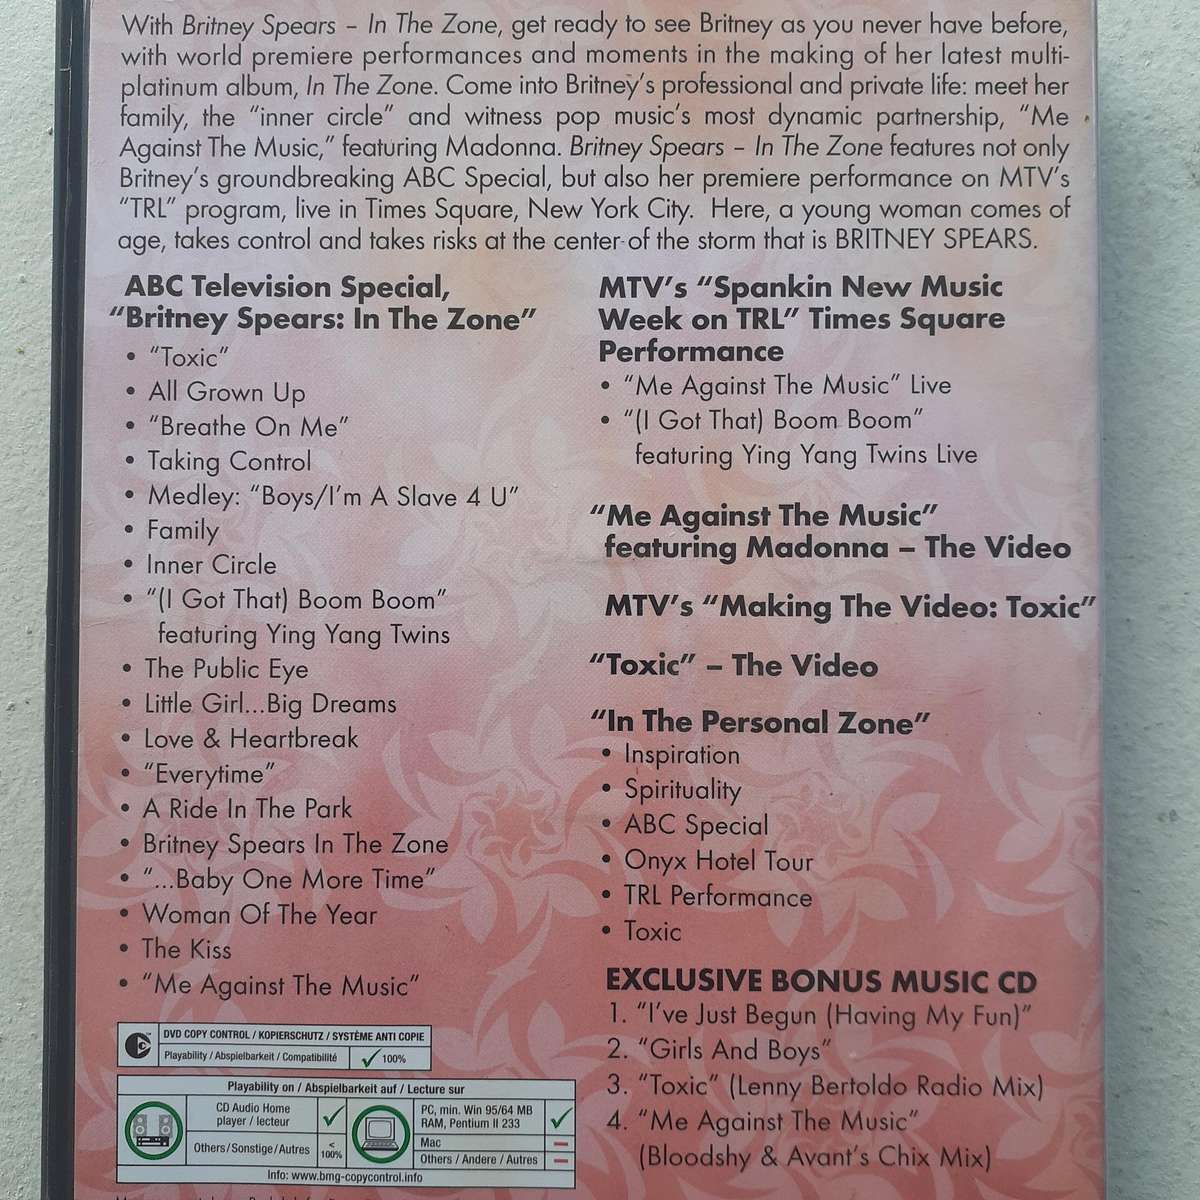 With Britney Spears – In The Zone, get ready to see Britney as you never have before,
with world premiere performances and moments in the making of her latest multi-
platinum album, In The Zone. Come into Britney's professional and private life: meet her
family, the “inner circle” and witness pop music's most dynamic partnership, “Me
Against The Music,” featuring Madonna. Britney Spears – In The Zone features not only
Britney's groundbreaking ABC Special, but also her premiere performance on MTV's
“TRL” program, live in Times Square, New York City. Here, a young woman comes of
age, takes control and takes risks at the center of the storm that is BRITNEY SPEARS.
ABC Television Special,
“Britney Spears: In The Zone”
• “Toxic”
• All Grown Up
• “Breathe On Me”
• Taking Control
• Medley: “Boys/I'm A Slave 4 U”
• Family
• Inner Circle
• “(I Got That) Boom Boom”
featuring Ying Yang Twins
• The Public Eye
• Little Girl...Big Dreams
• Love & Heartbreak
• “Everytime”
• A Ride In The Park
• Britney Spears In The Zone
• “...Baby One More Time”
• Woman Of The Year
• The Kiss
• “Me Against The Music”
MTV's “Spankin New Music
Week on TRL” Times Square
Performance
• “Me Against The Music” Live
• “(I Got That) Boom Boom”
featuring Ying Yang Twins Live
“Me Against The Music”
featuring Madonna – The Video
MTV's “Making The Video: Toxic”
“Toxic” – The Video
“In The Personal Zone”
• Inspiration
• Spirituality
• ABC Special
• Onyx Hotel Tour
• TRL Performance
• Toxic
EXCLUSIVE BONUS MUSIC CD
1. “I've Just Begun (Having My Fun)”
2. “Girls And Boys”
3. “Toxic” (Lenny Bertoldo Radio Mix)
4. “Me Against The Music”
(Bloodshy & Avant's Chix Mix)
DVD COPY CONTROL / KOPIERSCHUTZ / SYSTÈME ANTI COPIE
Playability / Abspielbarkeit / Compatibilité ✓ 100%
Playability on / Abspielbarkeit auf / Lecture sur
CD Audio Home
player / lecteur ✓
Others / Sonstige / Autres < 100%
PC, min. Win 95/64 MB
RAM, Pentium II 233 ✓
Mac –
Others / Andere / Autres –
Info: www.bmg-copycontrol.info